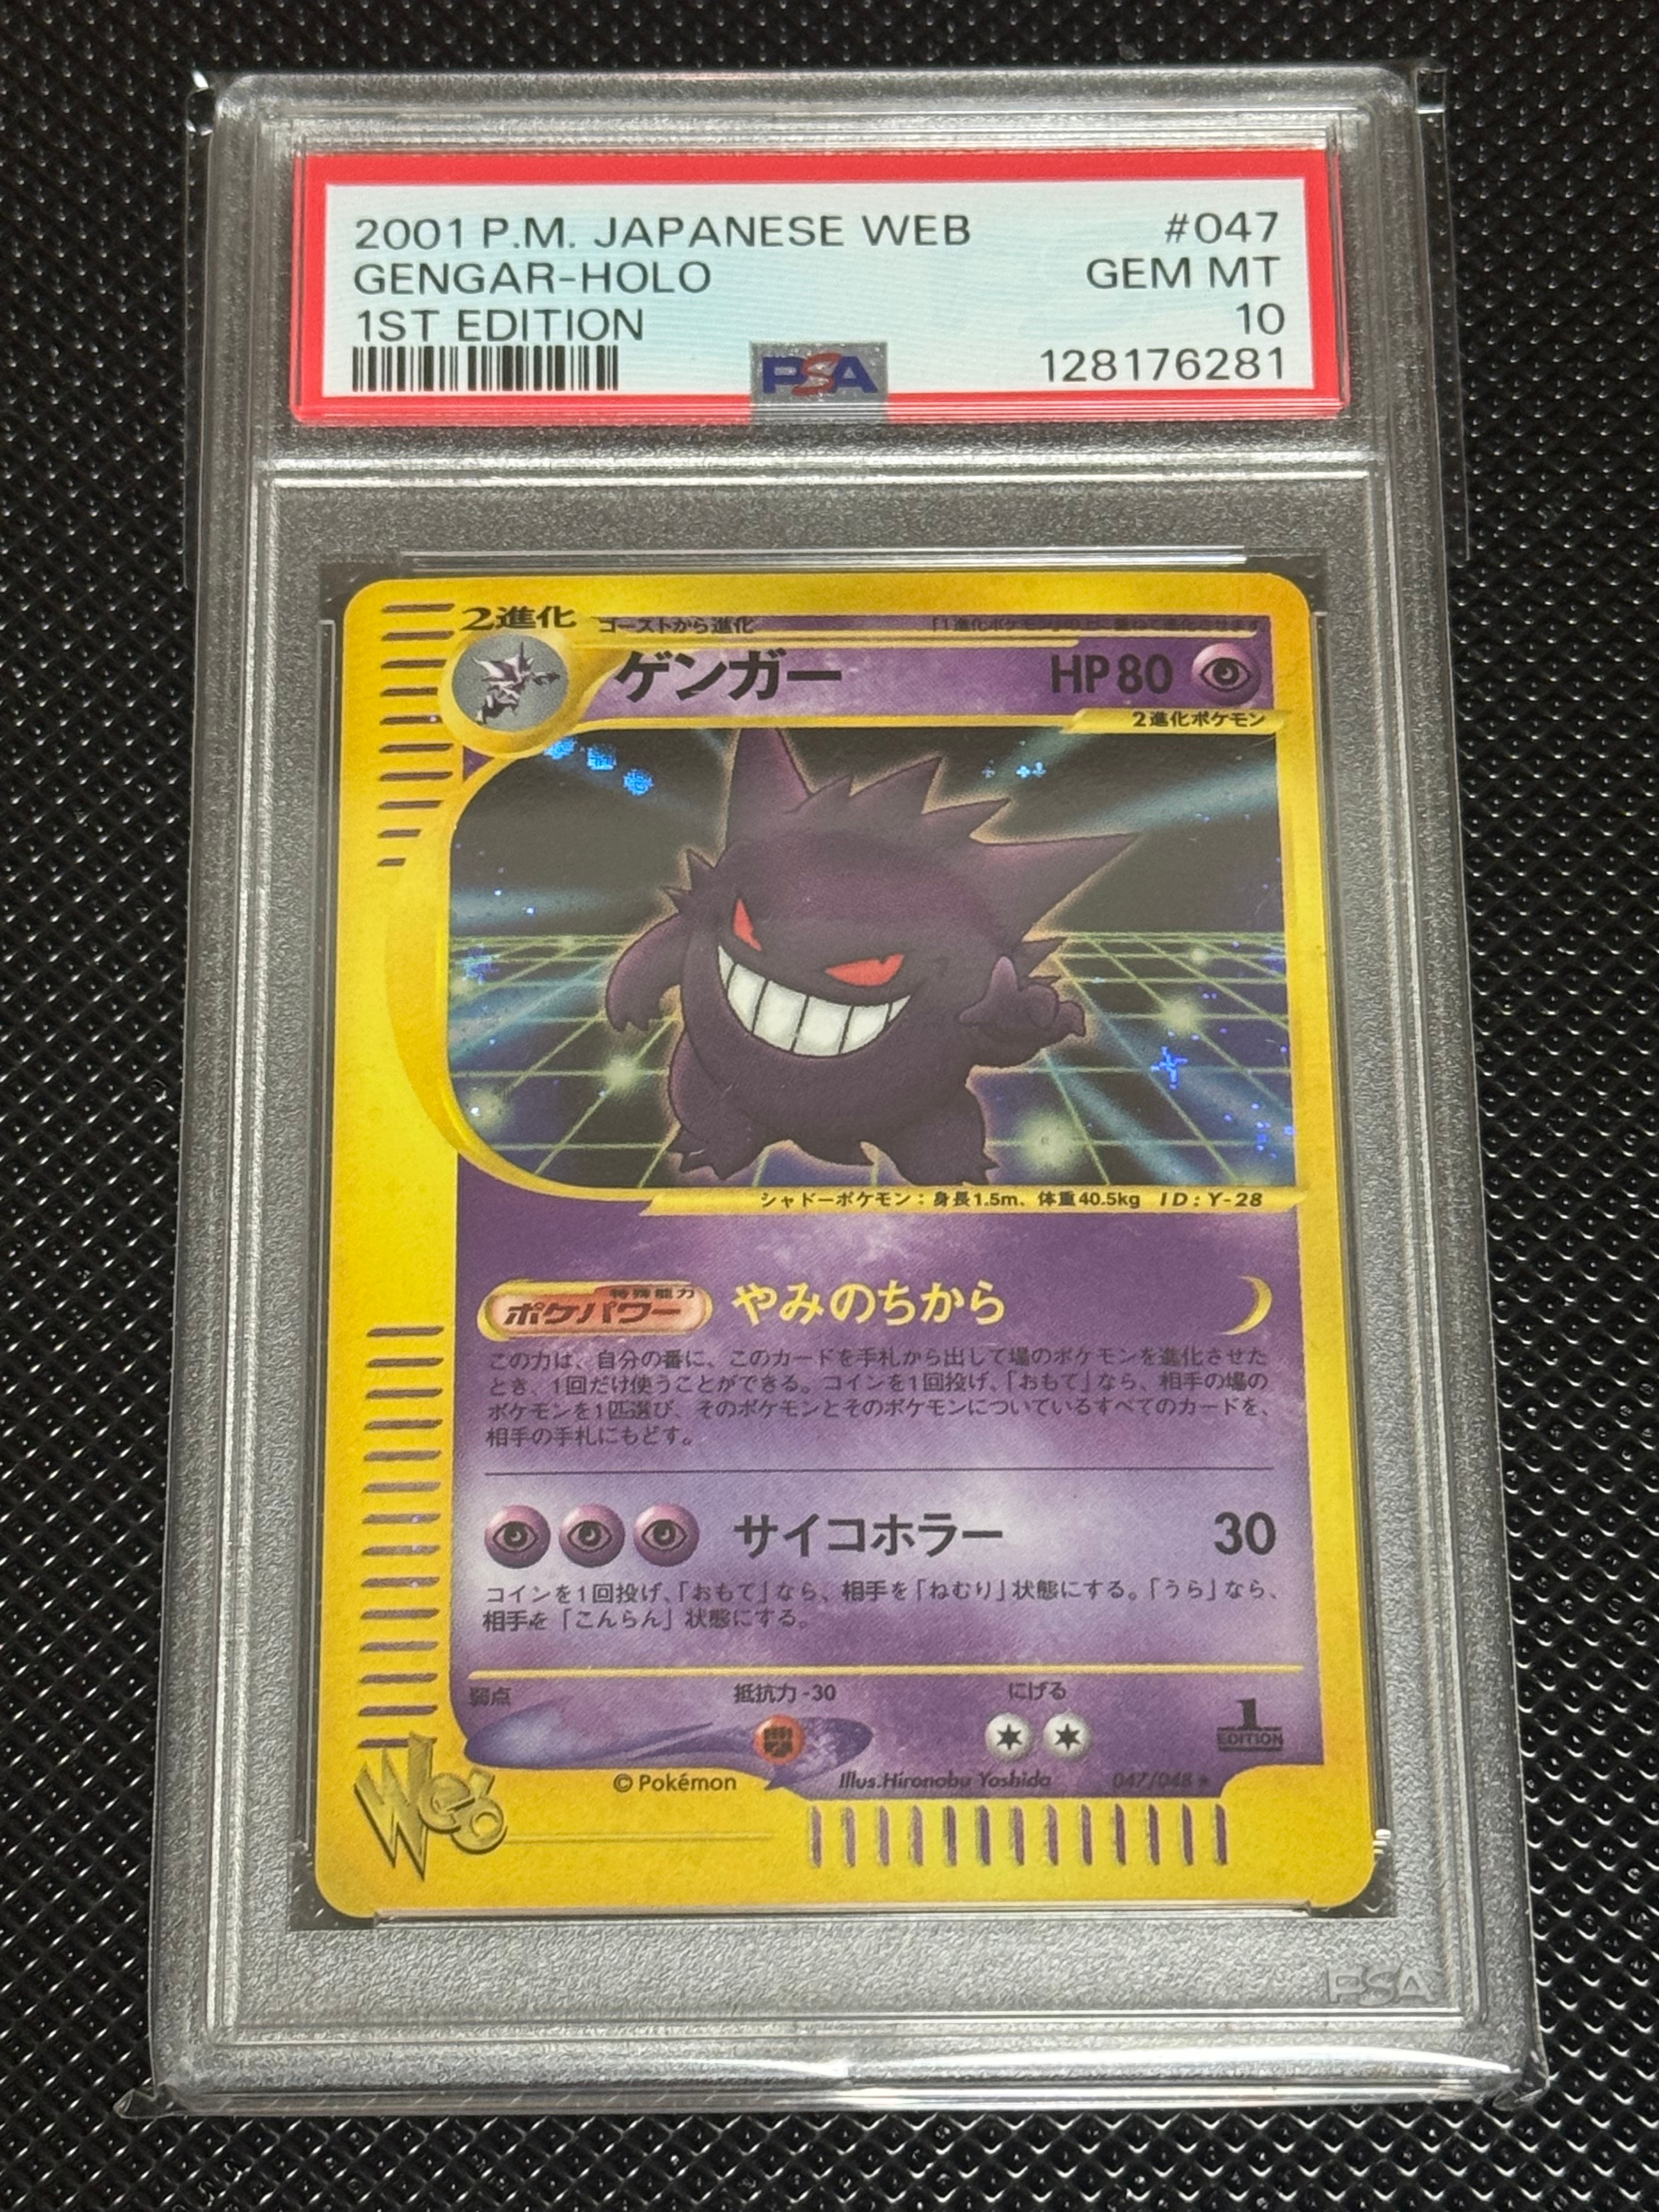 2001 P.M. JAPANESE WEB #047
GENGAR-HOLO GEM MT
1ST EDITION 10
PSA 128176281
2進化 ゴーストから進化
ゲンガー HP80
2進化ポケモン
シャドーポケモン:身長1.5m、体重40.5kg ID:Y-28
ポケパワー 特殊能力 やみのちから
この力は、自分の番に、このカードを手札から出して場のポケモンを進化させた
とき、1回だけ使うことができる。コインを1回投げ、「おもて」なら、相手の場の
ポケモンを1匹選び、そのポケモンとそのポケモンについているすべてのカードを、
相手の手札にもどす。
サイコホラー 30
コインを1回投げ、「おもて」なら、相手を「ねむり」状態にする。「うら」なら、
相手を「こんらん」状態にする。
弱点 抵抗力-30 にげる
1 EDITION
©Pokémon Illus.Hironobu Yoshida 047/048 ★
Web
PSA